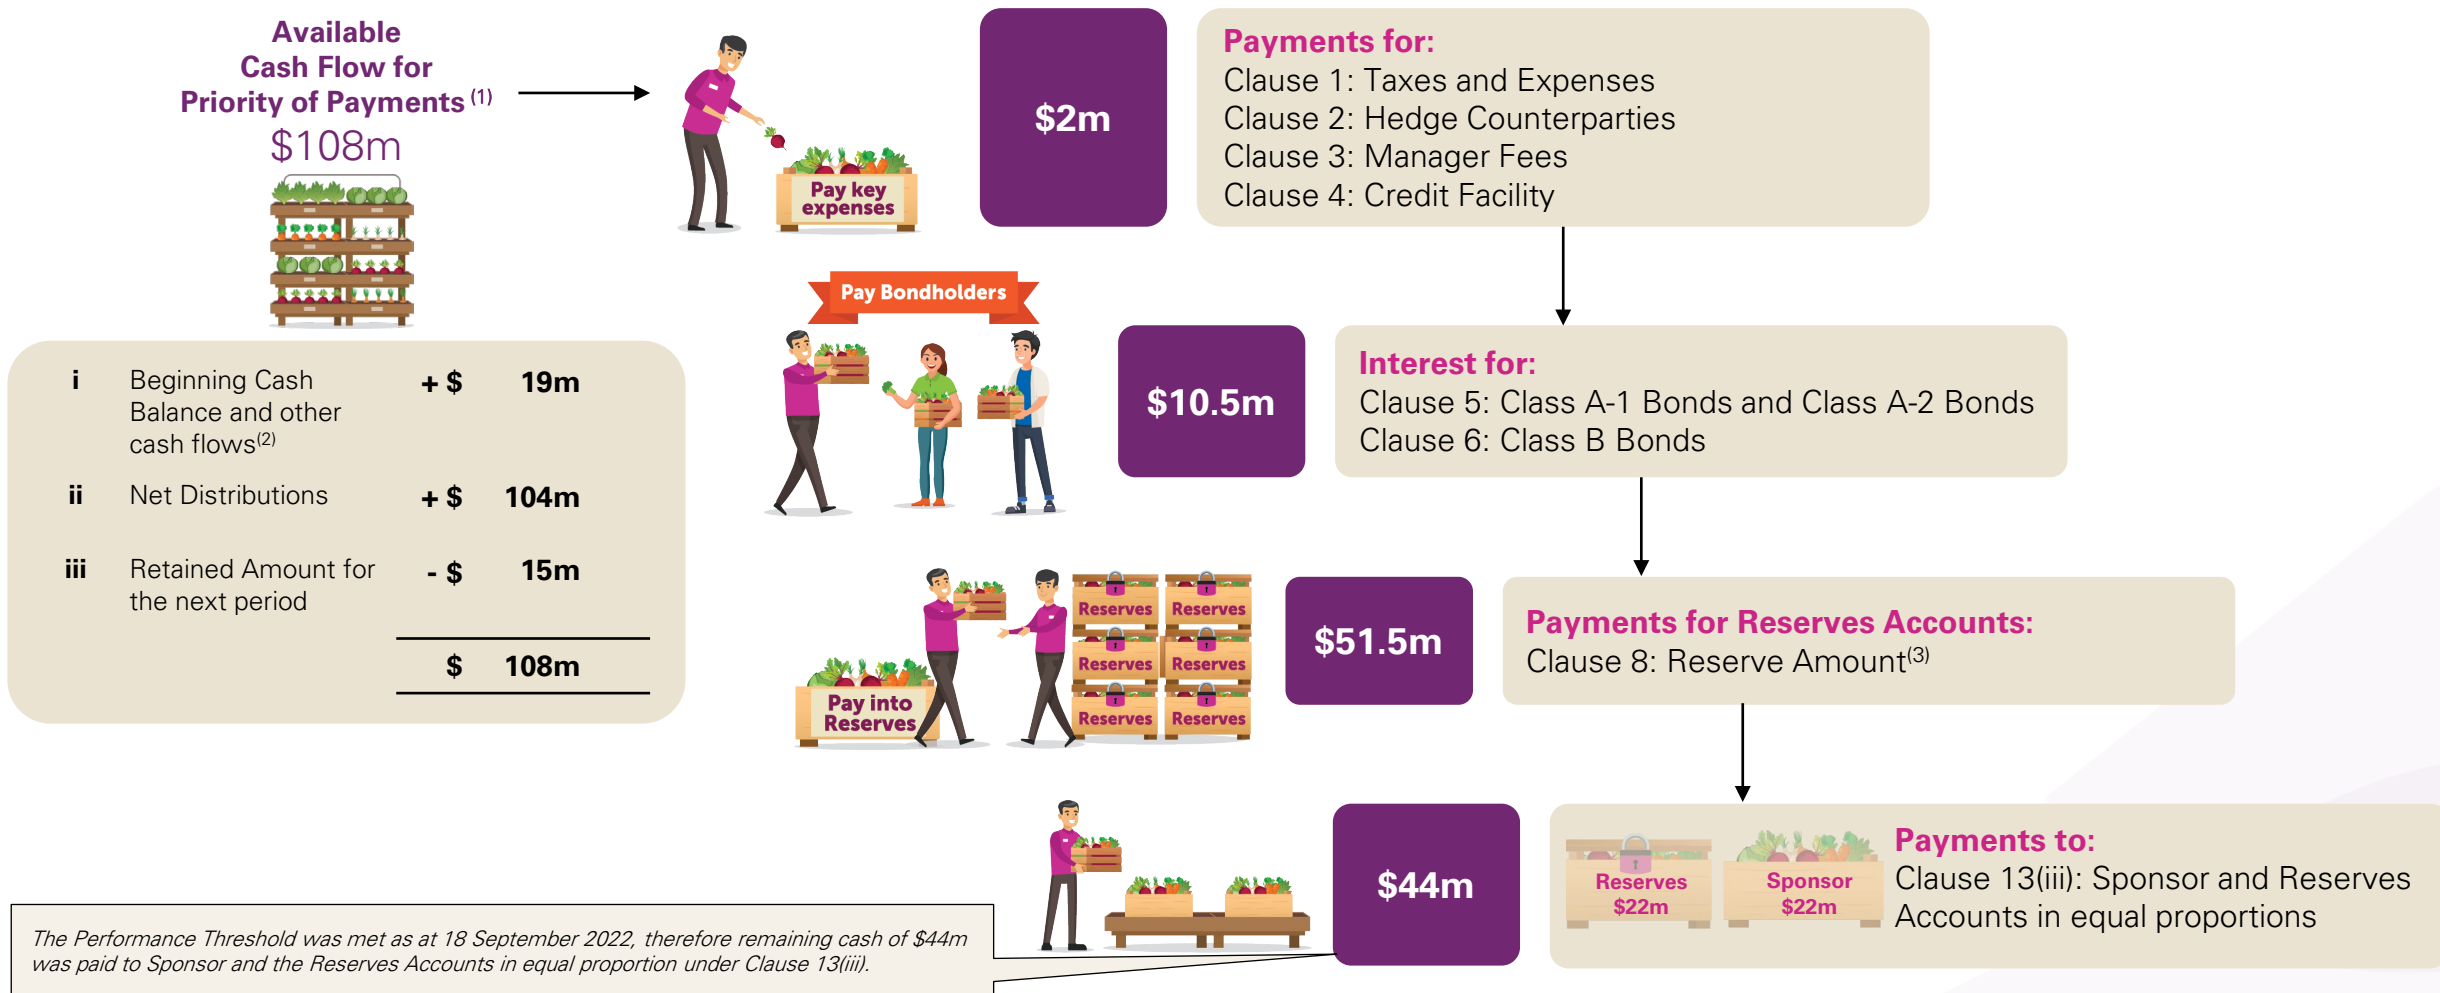 Available
Cash Flow for
Priority of Payments (1)
$108m
Pay key
expenses
$2m
Payments for:
Clause 1: Taxes and Expenses
Clause 2: Hedge Counterparties
Clause 3: Manager Fees
Clause 4: Credit Facility
i Beginning Cash + $ 19m
Balance and other
cash flows(2)
ii Net Distributions + $ 104m
iii Retained Amount for - $ 15m
the next period
$ 108m
Pay Bondholders
$10.5m
Interest for:
Clause 5: Class A-1 Bonds and Class A-2 Bonds
Clause 6: Class B Bonds
Pay into
Reserves
Reserves Reserves
Reserves Reserves
Reserves Reserves
$51.5m
Payments for Reserves Accounts:
Clause 8: Reserve Amount(3)
$44m
Reserves
$22m
Sponsor
$22m
Payments to:
Clause 13(iii): Sponsor and Reserves
Accounts in equal proportions
The Performance Threshold was met as at 18 September 2022, therefore remaining cash of $44m
was paid to Sponsor and the Reserves Accounts in equal proportion under Clause 13(iii).